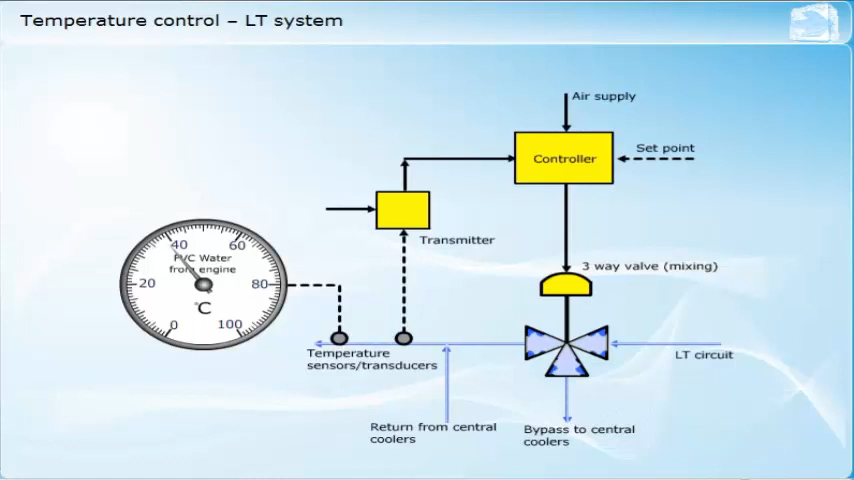 Temperature control – LT system
Air supply
Controller
Set point
Transmitter
3 way valve (mixing)
0
20
40
60
80
100
Water
from engine
°C
Temperature
sensors/transducers
LT circuit
Return from central
coolers
Bypass to central
coolers